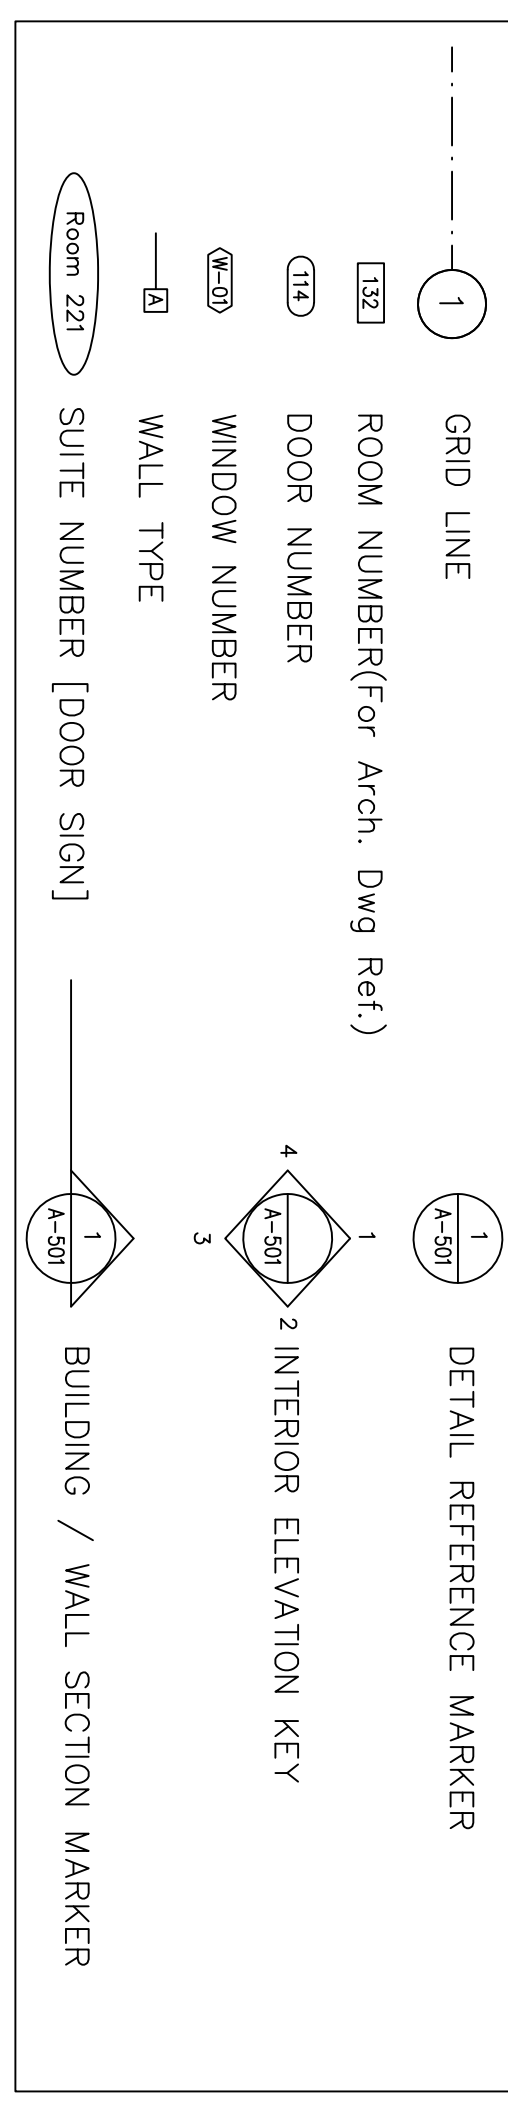 1
GRID LINE
132
ROOM NUMBER(For Arch. Dwg Ref.)
114
DOOR NUMBER
W-01
WINDOW NUMBER
A
WALL TYPE
Room 221
SUITE NUMBER [DOOR SIGN]
1
A-501
DETAIL REFERENCE MARKER
1
4
A-501
2
3
INTERIOR ELEVATION KEY
1
A-501
BUILDING / WALL SECTION MARKER